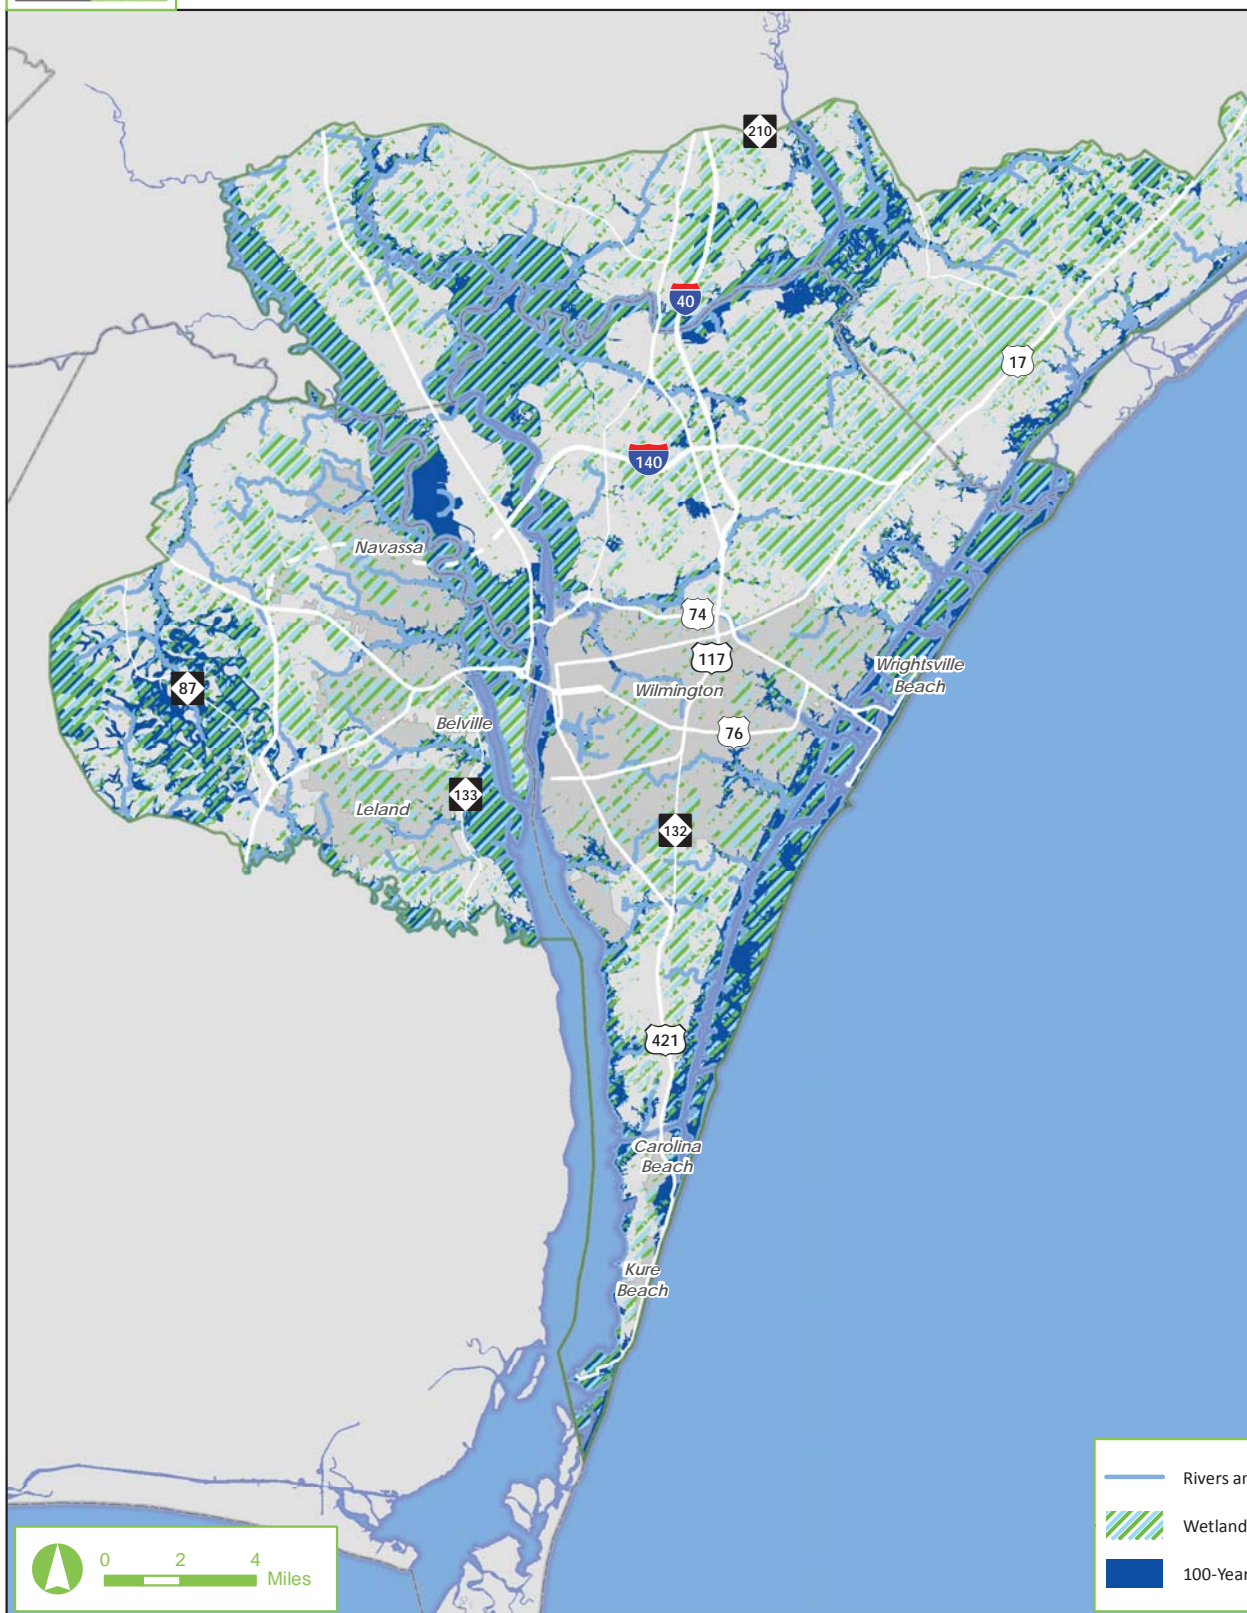 210
40
17
140
Navassa
74
117
Wrightsville
Beach
87
Wilmington
Belville
76
133
Leland
132
421
Carolina
Beach
Kure
Beach
Rivers
Wetland
100-Year
0 2 4
Miles